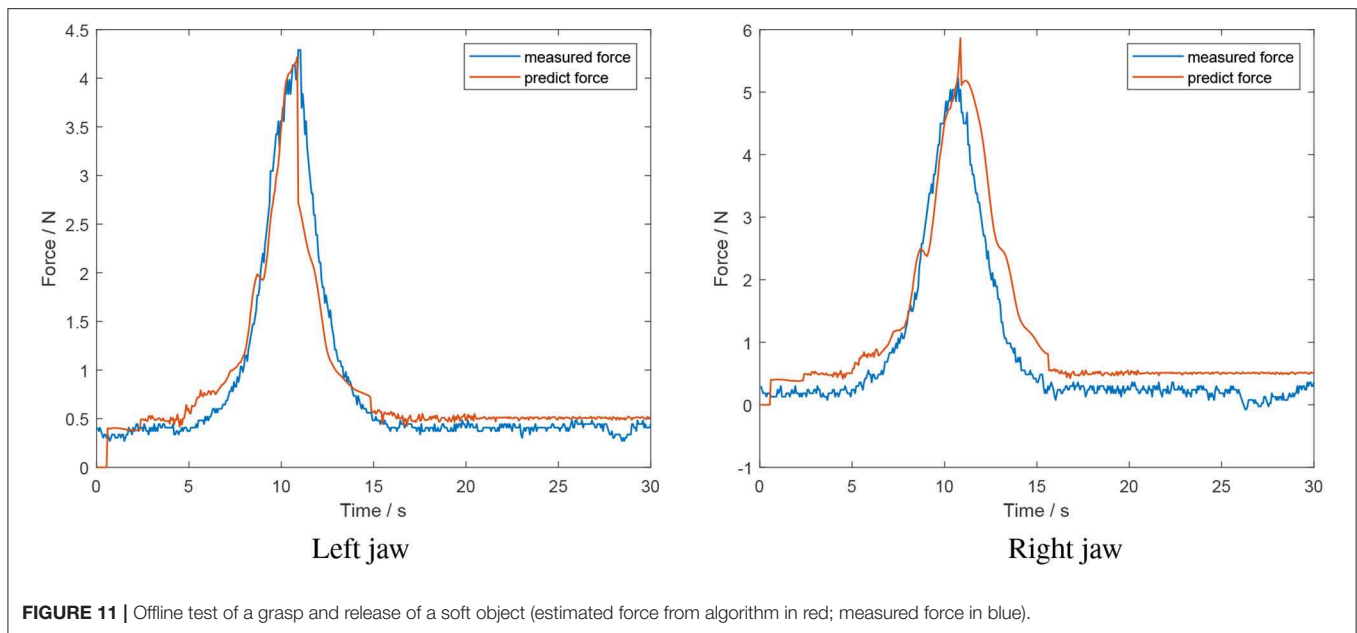 4.5
4
3.5
3
2.5
2
1.5
1
0.5
0
Force / N
measured force
predict force
0 5 10 15 20 25 30
Time / s
Left jaw
6
5
4
3
2
1
0
-1
Force / N
measured force
predict force
0 5 10 15 20 25 30
Time / s
Right jaw
FIGURE 11 | Offline test of a grasp and release of a soft object (estimated force from algorithm in red; measured force in blue).